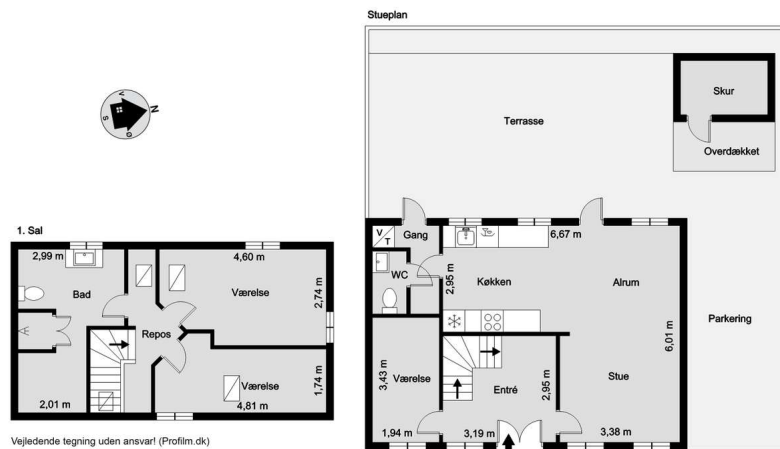 Stueplan
Skur
Terrasse
Overdækket
N
V
S
Ø
1. Sal
2,99 m
4,60 m
Bad
Værelse
2,74 m
Repos
Værelse
1,74 m
2,01 m
4,81 m
V
T
Gang
6,67 m
WC
2,95 m
Køkken
Alrum
Parkering
6,01 m
3,43 m
Værelse
Entré
2,95 m
Stue
1,94 m
3,19 m
3,38 m
Vejledende tegning uden ansvar! (Profilm.dk)